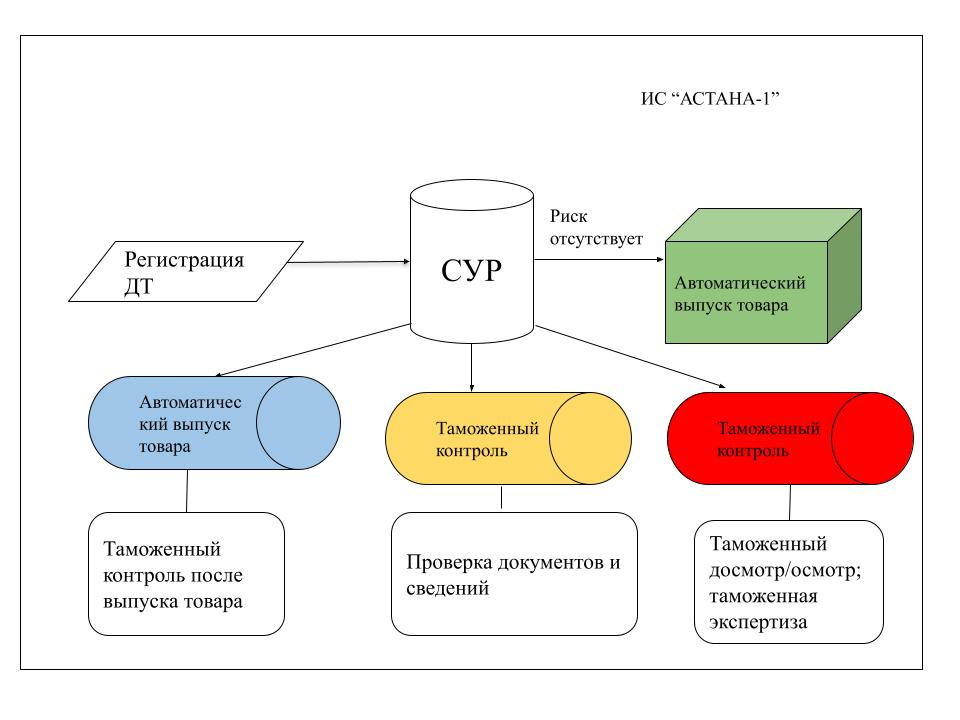 ИС “АСТАНА-1”
Риск
отсутствует
Регистрация
ДТ
СУР
Автоматический
выпуск товара
Автоматичес
кий выпуск
товара
Таможенный
контроль
Таможенный
контроль
Таможенный
контроль после
выпуска товара
Проверка документов и
сведений
Таможенный
досмотр/осмотр;
таможенная
экспертиза